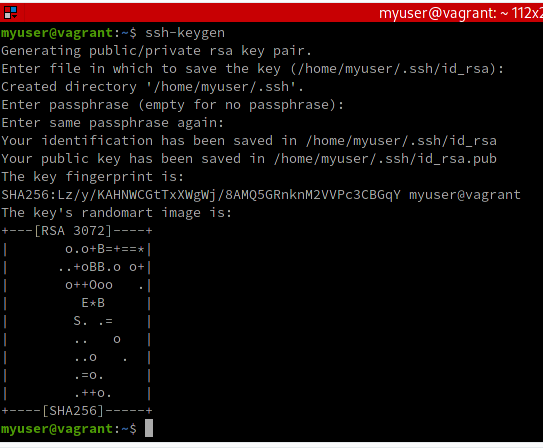 myuser@vagrant: ~ 112x2
myuser@vagrant:~$ ssh-keygen
Generating public/private rsa key pair.
Enter file in which to save the key (/home/myuser/.ssh/id_rsa):
Created directory '/home/myuser/.ssh'.
Enter passphrase (empty for no passphrase):
Enter same passphrase again:
Your identification has been saved in /home/myuser/.ssh/id_rsa
Your public key has been saved in /home/myuser/.ssh/id_rsa.pub
The key fingerprint is:
SHA256:Lz/y/KAHNWCGtTxXWgWj/8AMQ5GRnknM2VVPc3CBGqY myuser@vagrant
The key's randomart image is:
+---[RSA 3072]----+
|       o.o+B=+==*|
|      ..+oBB.o o+|
|       o++Ooo   .|
|         E*B     |
|        S. .=    |
|        ..   o   |
|        ..o   .  |
|        .=o.     |
|        .++o.    |
+----[SHA256]-----+
myuser@vagrant:~$